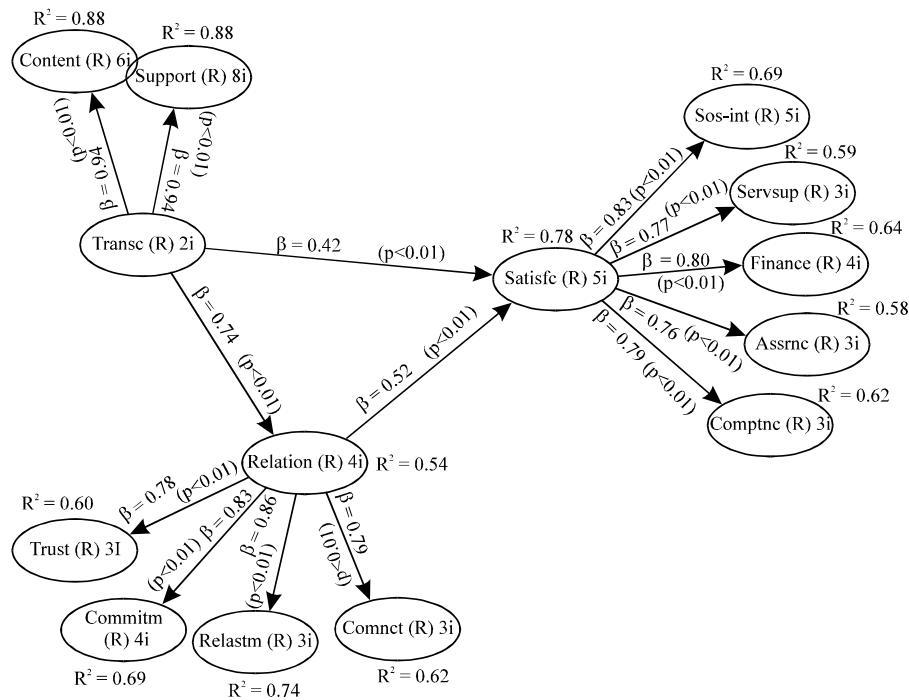 R² = 0.88
Content (R) 6i
R² = 0.88
Support (R) 8i
β = 0.94
(p<0.01)
β = 0.94
(p<0.01)
Transc (R) 2i
β = 0.42
(p<0.01)
R² = 0.78
Satisfc (R) 5i
R² = 0.69
Sos-int (R) 5i
β = 0.83
(p<0.01)
R² = 0.59
Servsup (R) 3i
β = 0.77
(p<0.01)
R² = 0.64
Finance (R) 4i
β = 0.80
(p<0.01)
R² = 0.58
Assrnc (R) 3i
β = 0.76
(p<0.01)
R² = 0.62
Comptnc (R) 3i
β = 0.79
(p<0.01)
β = 0.74
(p<0.01)
β = 0.52
(p<0.01)
Relation (R) 4i
R² = 0.54
β = 0.78
(p<0.01)
R² = 0.60
Trust (R) 3I
β = 0.83
(p<0.01)
Commitm
(R) 4i
R² = 0.69
β = 0.86
(p<0.01)
Relastm (R) 3i
R² = 0.74
β = 0.79
(p<0.01)
Comnct (R) 3i
R² = 0.62